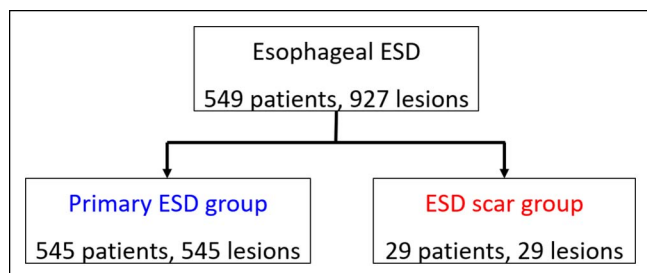 Esophageal ESD
549 patients, 927 lesions
Primary ESD group
545 patients, 545 lesions
ESD scar group
29 patients, 29 lesions